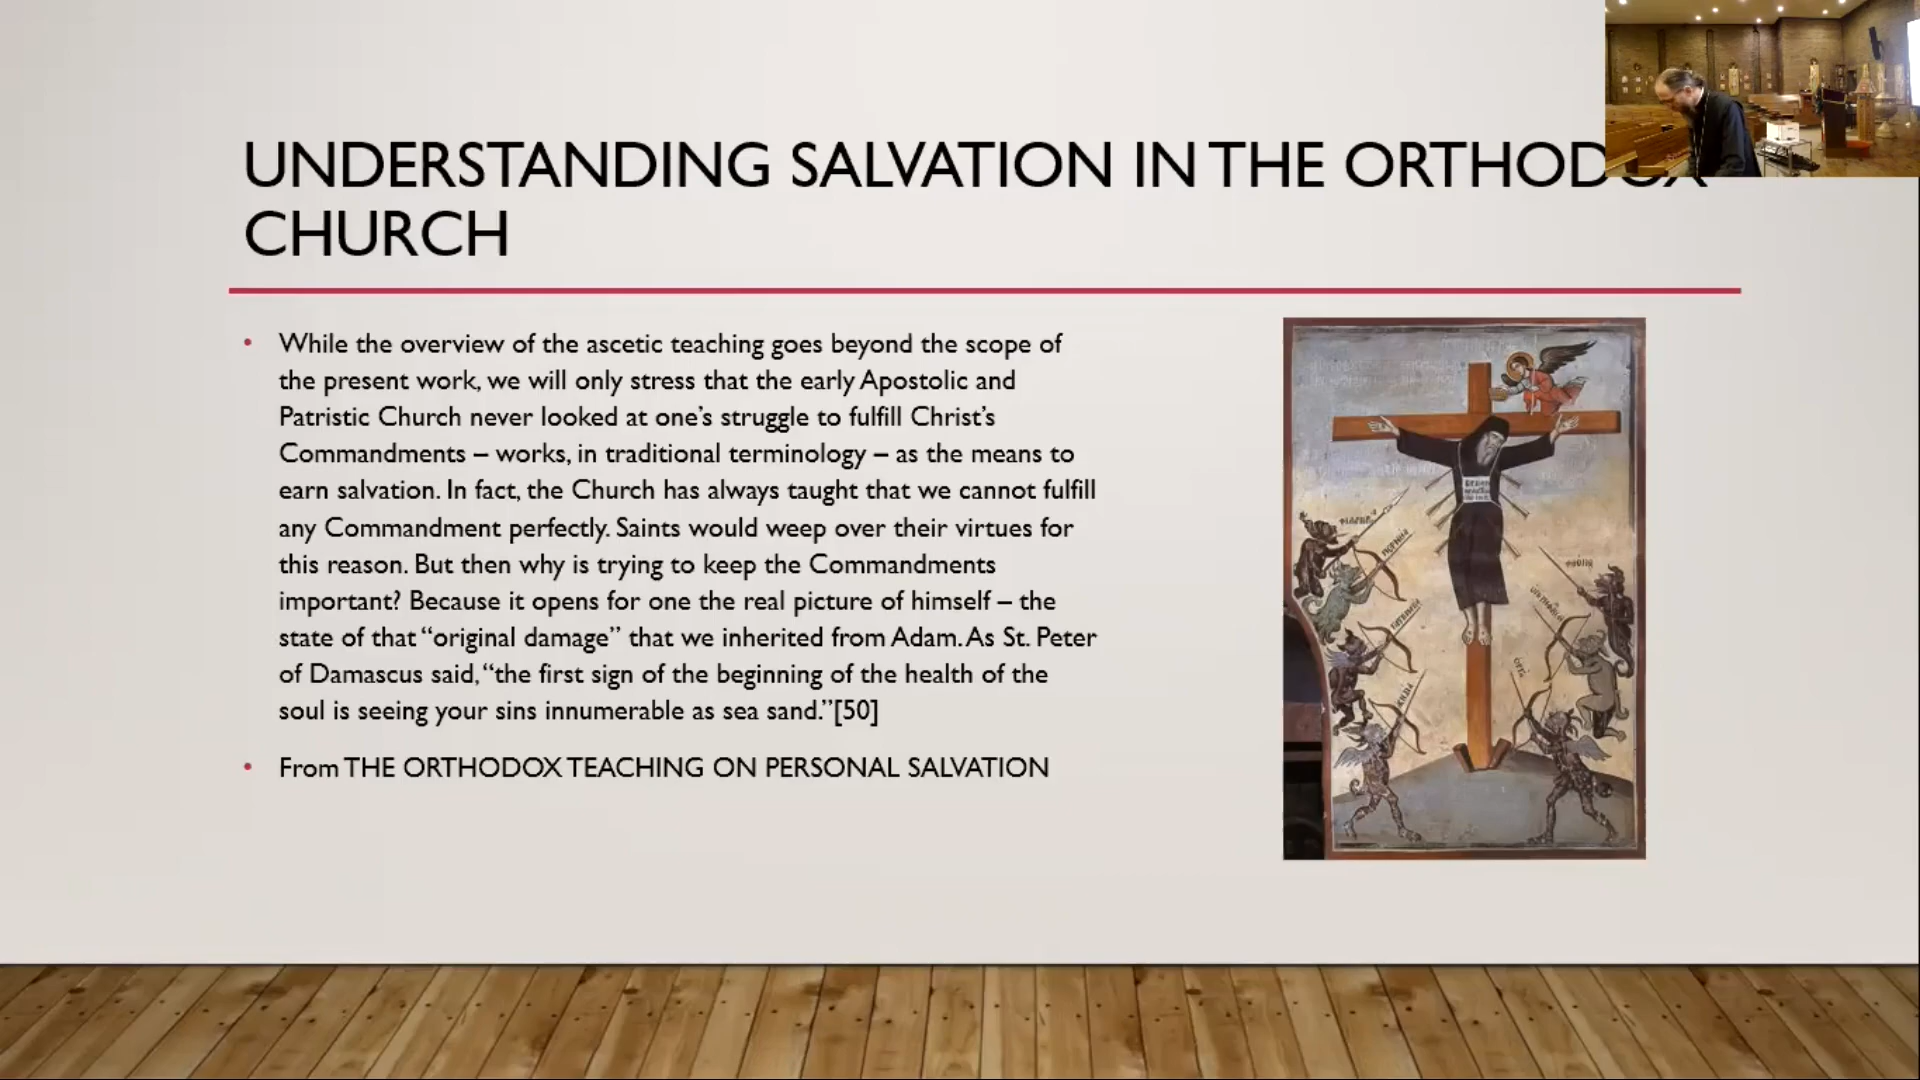 UNDERSTANDING SALVATION IN THE ORTHODOX
CHURCH
• While the overview of the ascetic teaching goes beyond the scope of
the present work, we will only stress that the early Apostolic and
Patristic Church never looked at one’s struggle to fulfill Christ’s
Commandments – works, in traditional terminology – as the means to
earn salvation. In fact, the Church has always taught that we cannot fulfill
any Commandment perfectly. Saints would weep over their virtues for
this reason. But then why is trying to keep the Commandments
important? Because it opens for one the real picture of himself – the
state of that “original damage” that we inherited from Adam. As St. Peter
of Damascus said, “the first sign of the beginning of the health of the
soul is seeing your sins innumerable as sea sand.”[50]
• From THE ORTHODOX TEACHING ON PERSONAL SALVATION